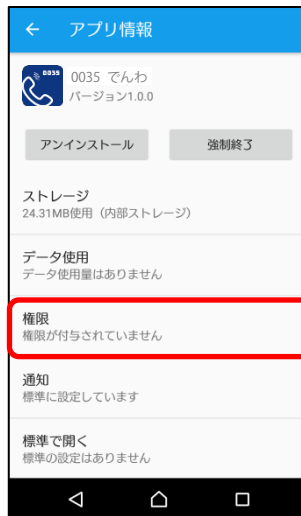 アプリ情報
0035
0035 でんわ
バージョン1.0.0
アンインストール
強制終了
ストレージ
24.31MB使用（内部ストレージ）
データ使用
データ使用量はありません
権限
権限が付与されていません
通知
標準に設定しています
標準で開く
標準の設定はありません